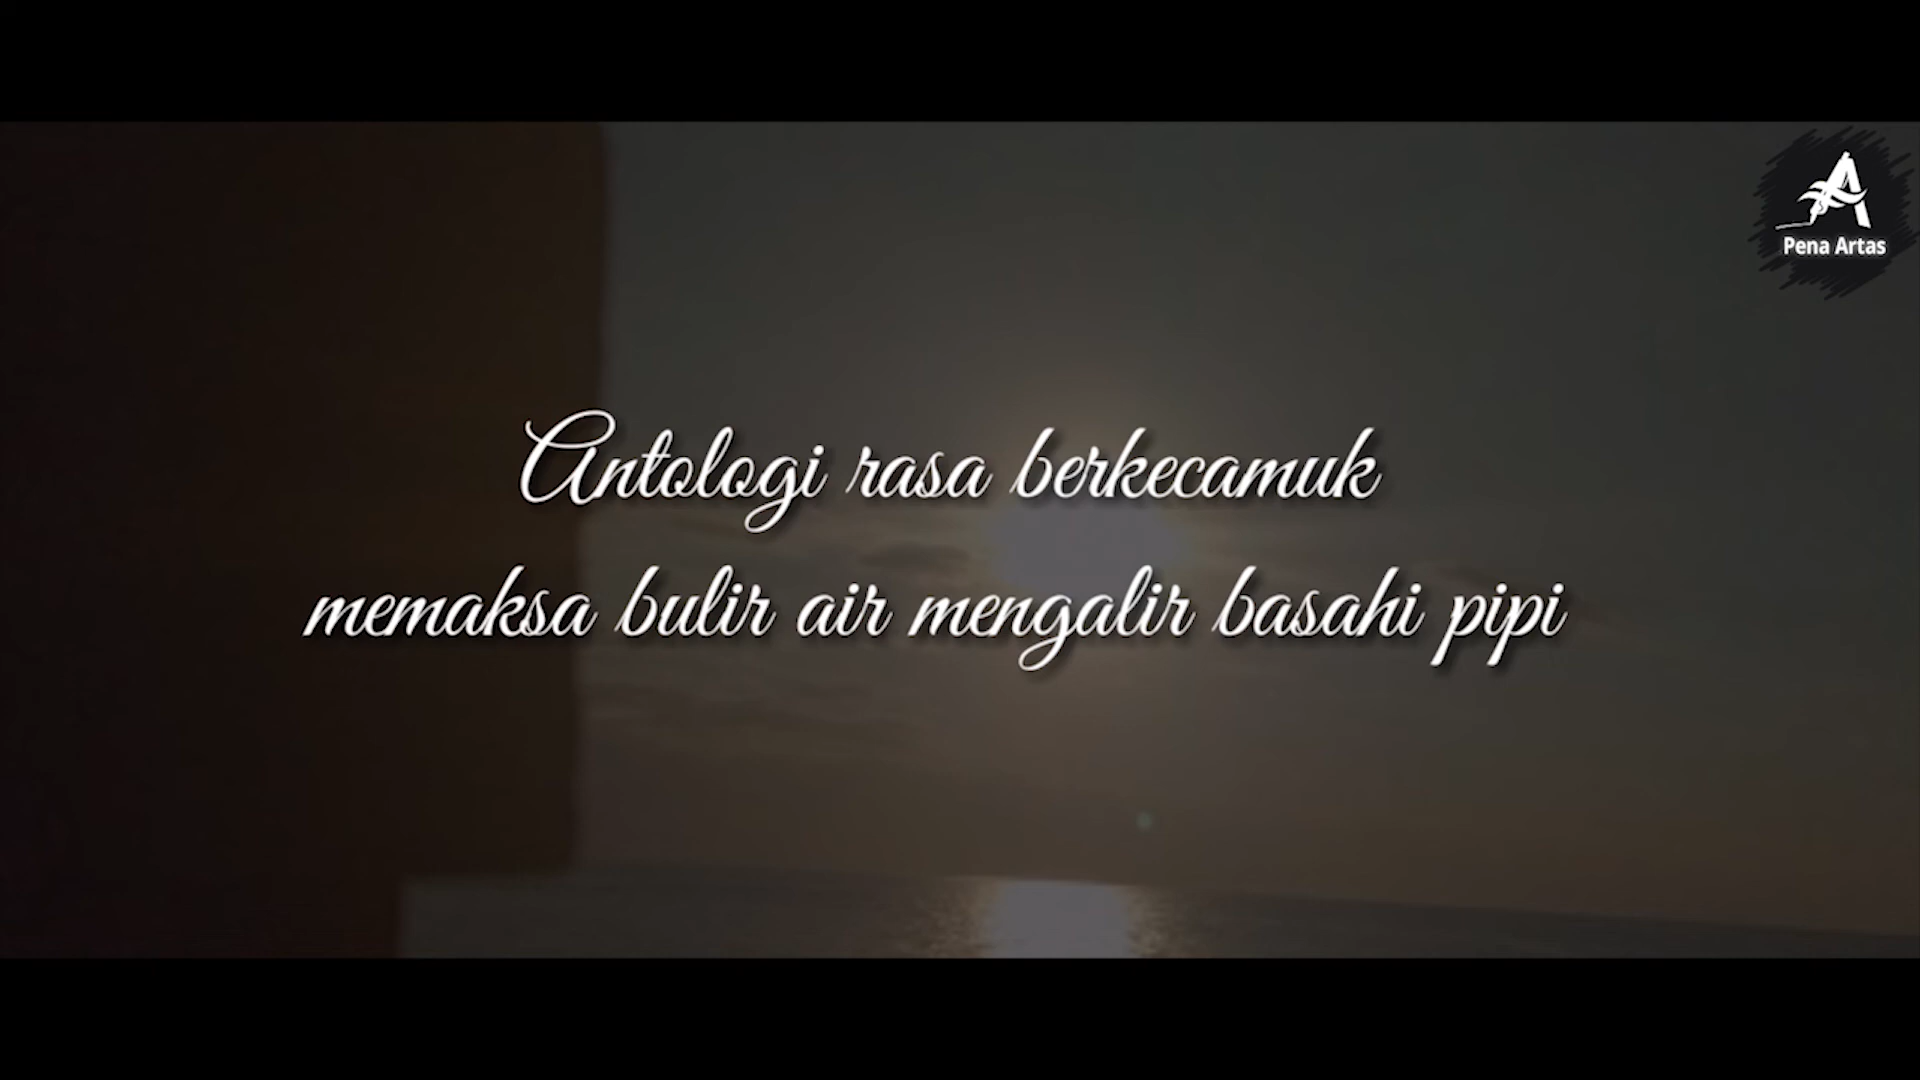 Pena Artas
Antologi rasa berkecamuk
memaksa bulir air mengalir basahi pipi